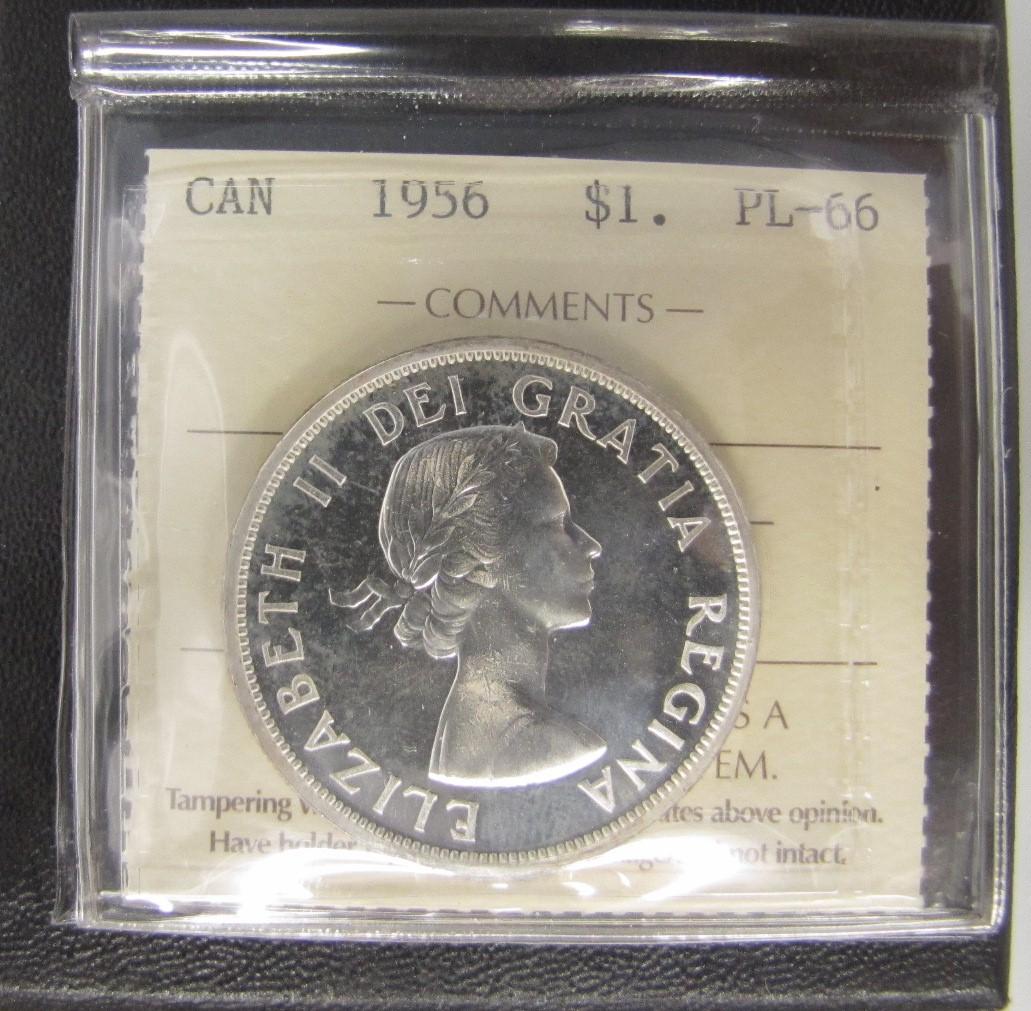 CAN 1956 $1. PL-66
— COMMENTS —
ELIZABETH II DEI GRATIA REGINA
S A
EM.
Tampering above opinion.
Have holder not intact.